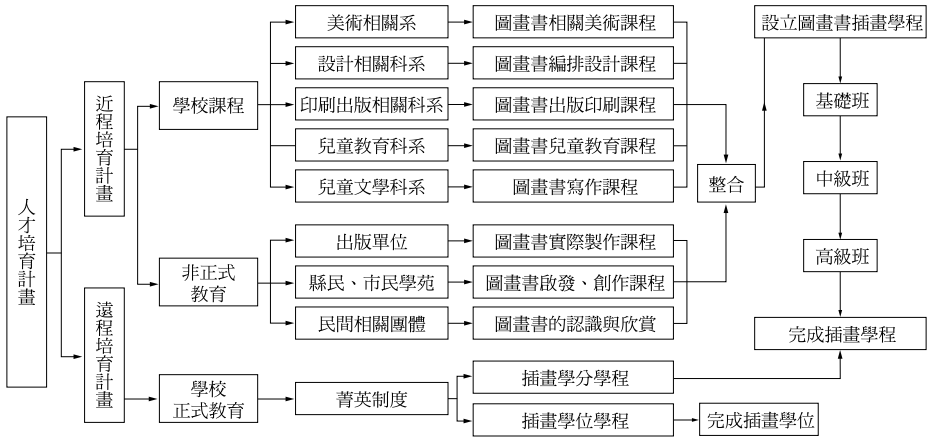 人才培育計畫
近程培育計畫
遠程培育計畫
學校課程
非正式
教育
學校
正式教育
美術相關系
設計相關科系
印刷出版相關科系
兒童教育科系
兒童文學科系
出版單位
縣民、市民學苑
民間相關團體
菁英制度
圖畫書相關美術課程
圖畫書編排設計課程
圖畫書出版印刷課程
圖畫書兒童教育課程
圖畫書寫作課程
圖畫書實際製作課程
圖畫書啟發、創作課程
圖畫書的認識與欣賞
插畫學分學程
插畫學位學程
整合
設立圖畫書插畫學程
基礎班
中級班
高級班
完成插畫學程
完成插畫學位